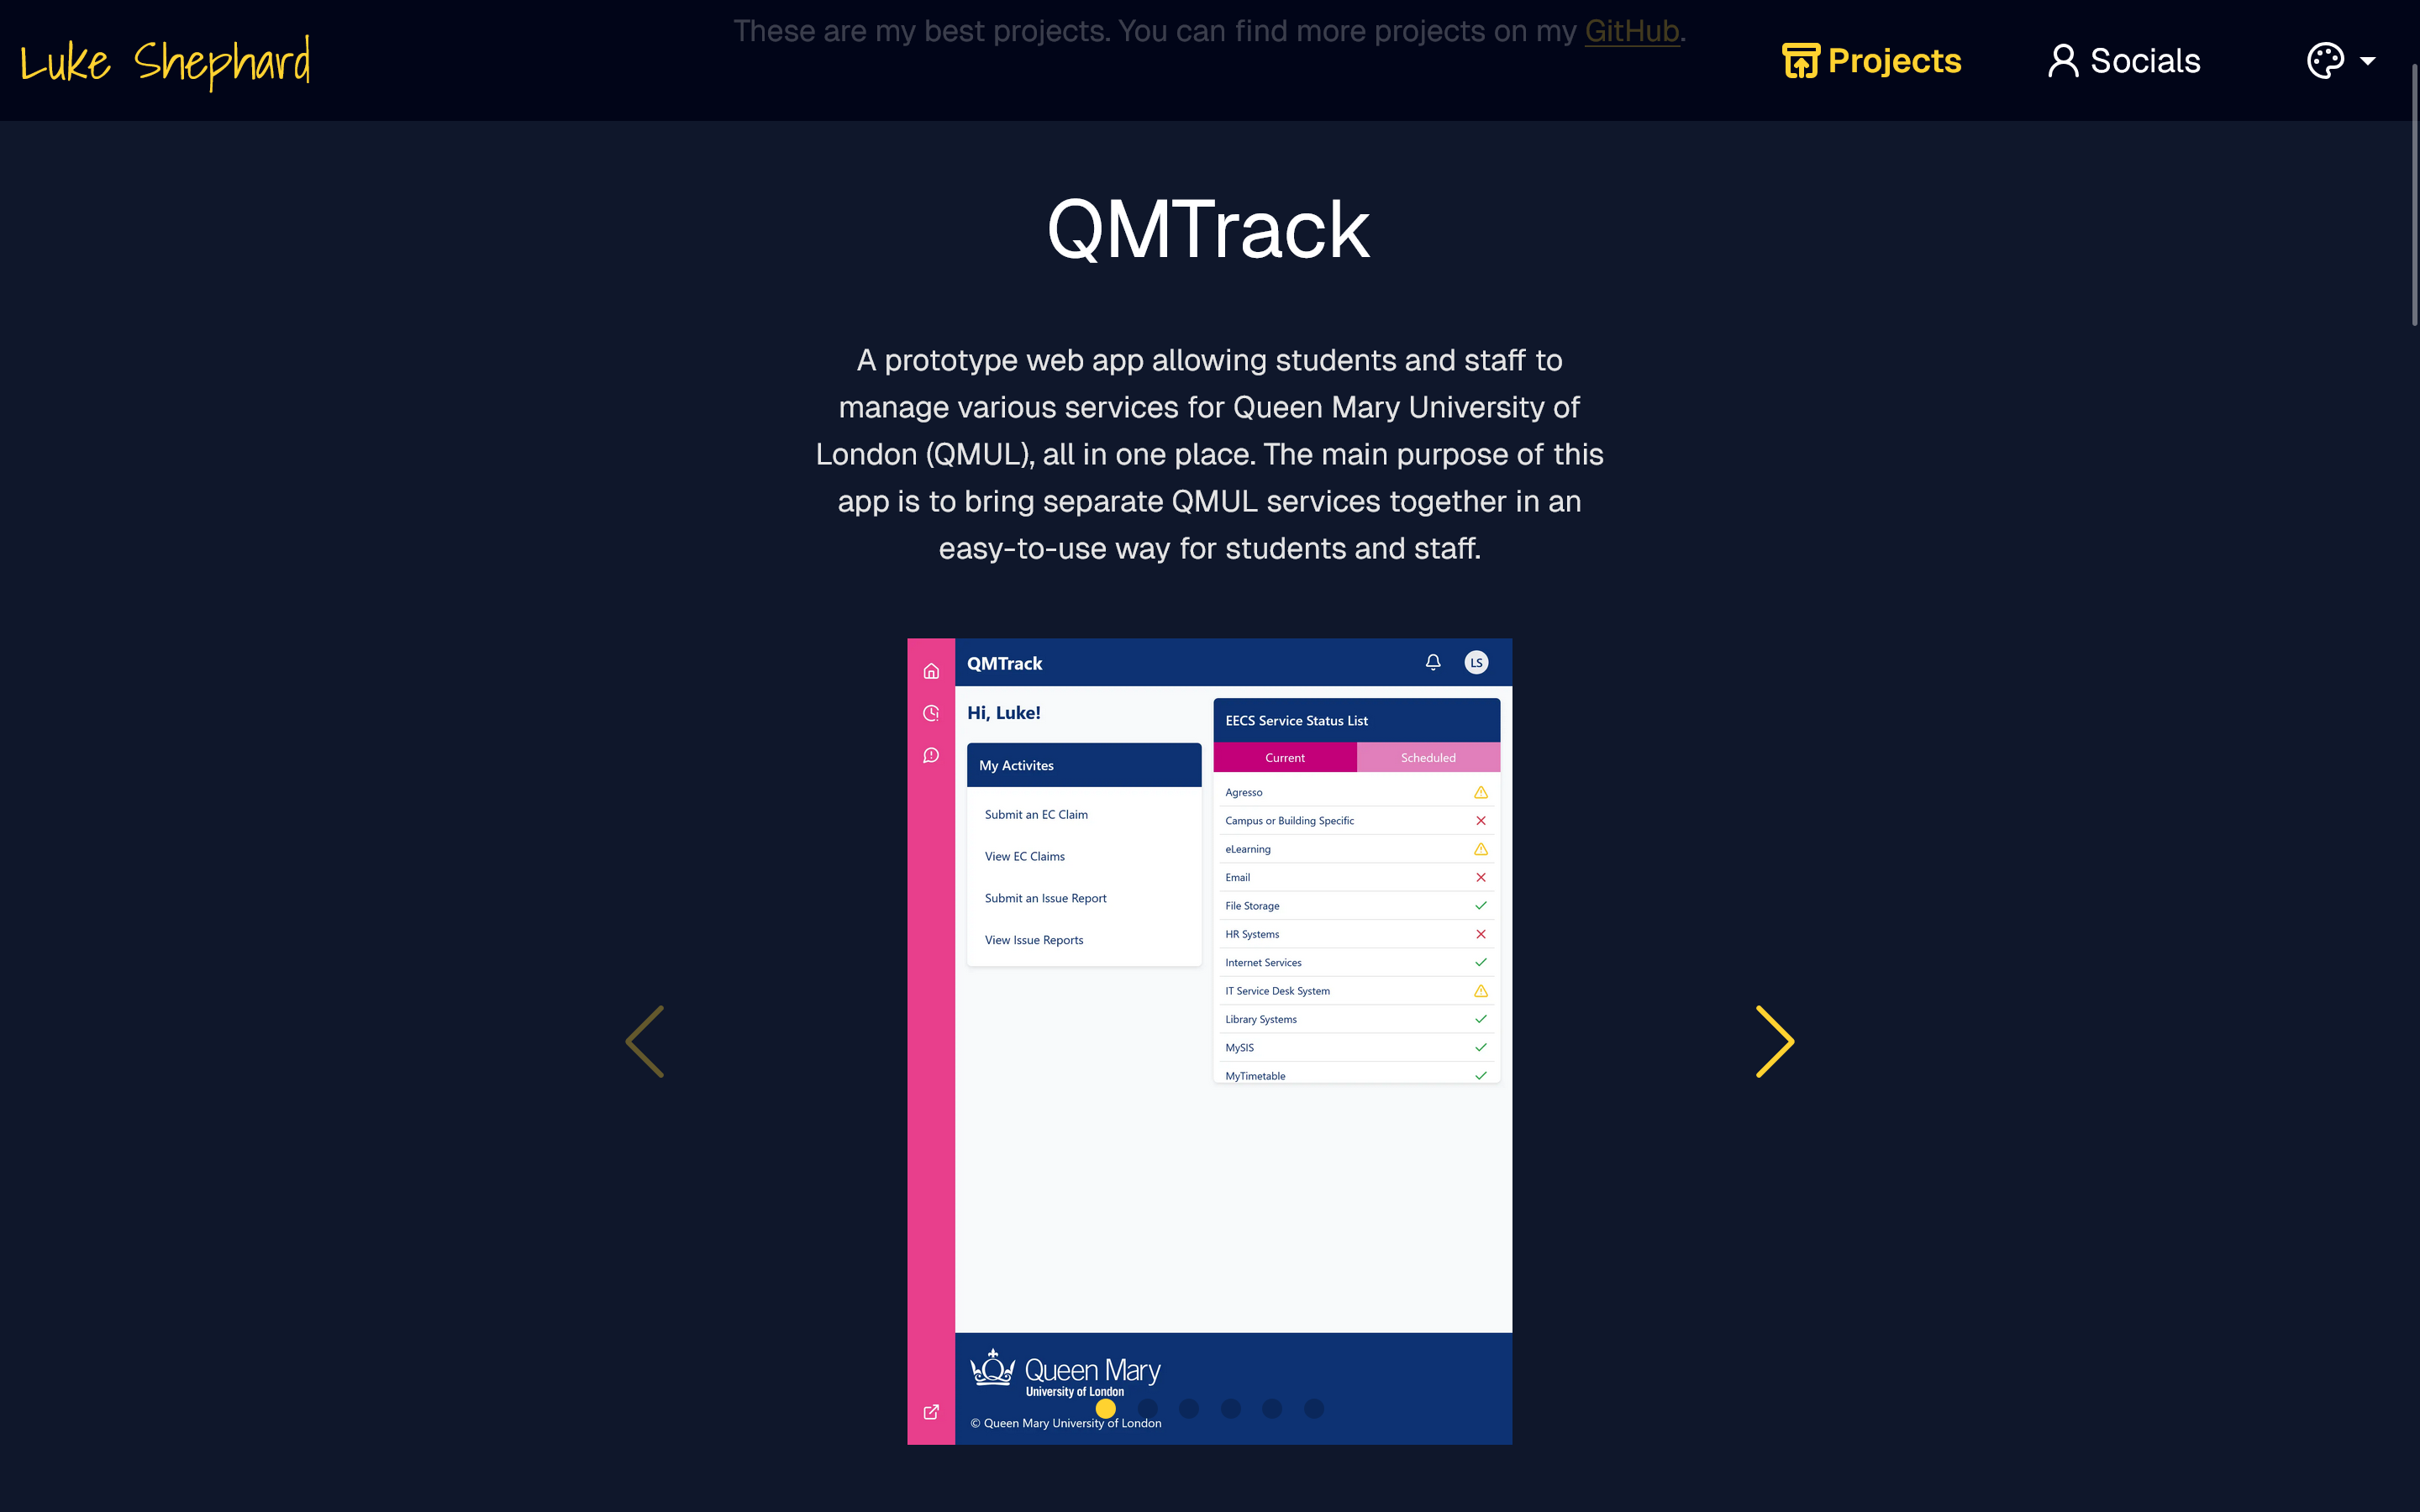 These are my best projects. You can find more projects on my GitHub.
Luke Shephard
Projects
Socials
QMTrack
A prototype web app allowing students and staff to
manage various services for Queen Mary University of
London (QMUL), all in one place. The main purpose of this
app is to bring separate QMUL services together in an
easy-to-use way for students and staff.
QMTrack
LS
Hi, Luke!
My Activites
Submit an EC Claim
View EC Claims
Submit an Issue Report
View Issue Reports
EECS Service Status List
Current
Scheduled
Agresso
Campus or Building Specific
eLearning
Email
File Storage
HR Systems
Internet Services
IT Service Desk System
Library Systems
MySIS
MyTimetable
Queen Mary
University of London
© Queen Mary University of London